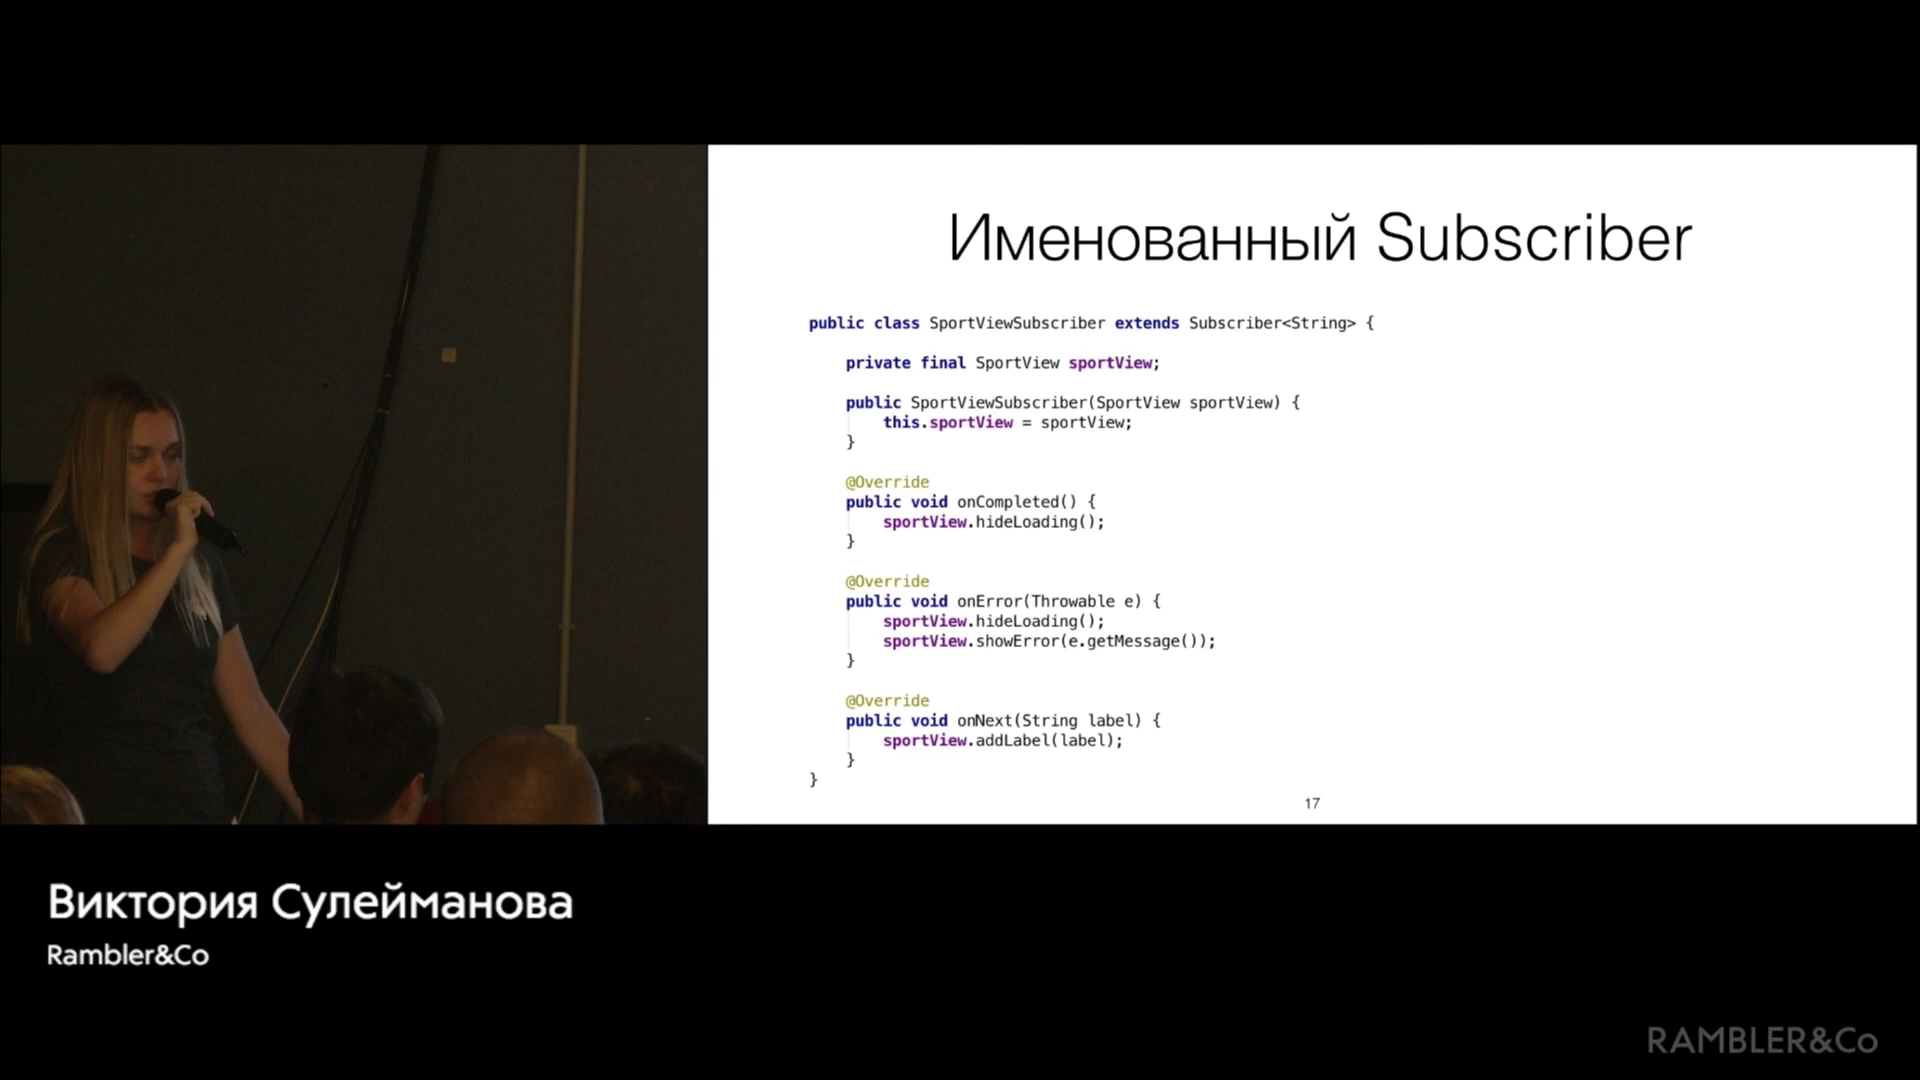 Именованный Subscriber
public class SportViewSubscriber extends Subscriber<String> {
private final SportView sportView;
public SportViewSubscriber(SportView sportView) {
this.sportView = sportView;
}
@Override
public void onCompleted() {
sportView.hideLoading();
}
@Override
public void onError(Throwable e) {
sportView.hideLoading();
sportView.showError(e.getMessage());
}
@Override
public void onNext(String label) {
sportView.addLabel(label);
}
}
17
Виктория Сулейманова
Rambler&Co
RAMBLER&Co